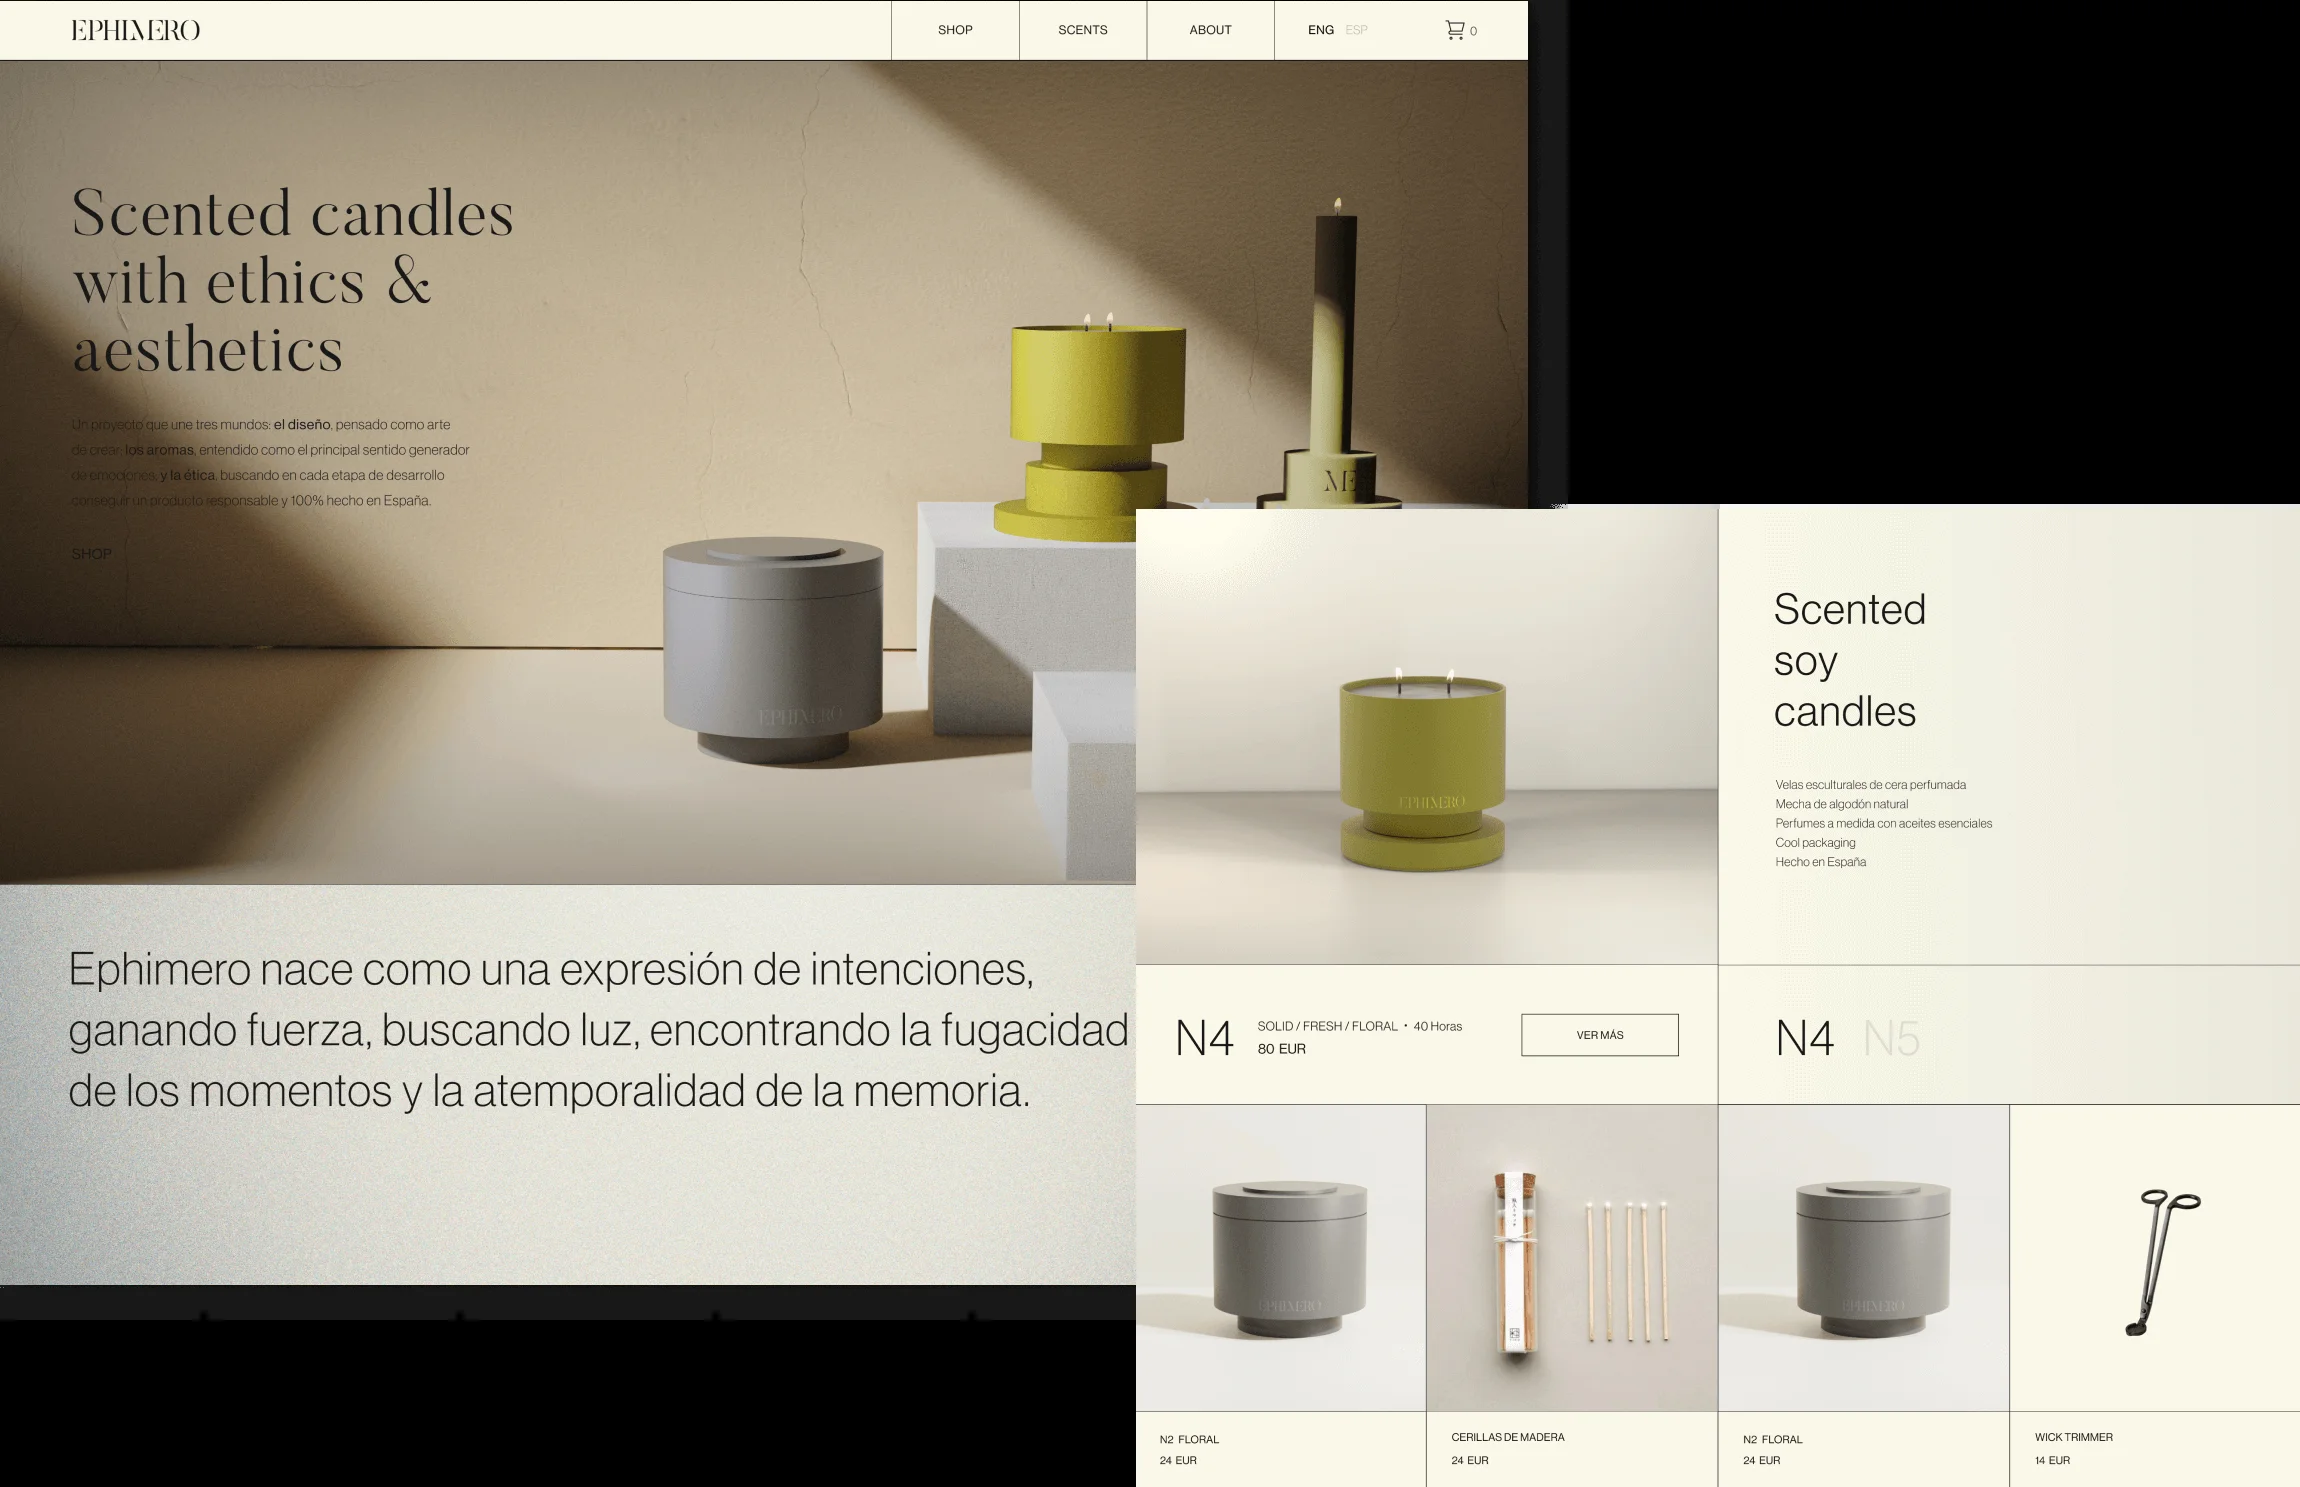 EPHIMERO
SHOP
SCENTS
ABOUT
ENG ESP
0
Scented candles
with ethics &
aesthetics
Un proyecto que une tres mundos: el diseño, pensado como arte
de crear; los aromas, entendido como el principal sentido generador
de emociones; y la ética, buscando en cada etapa de desarrollo
conseguir un producto responsable y 100% hecho en España.
SHOP
ME
EPHIMERO
Ephimero nace como una expresión de intenciones,
ganando fuerza, buscando luz, encontrando la fugacidad
de los momentos y la atemporalidad de la memoria.
EPHIMERO
Scented
soy
candles
Velas esculturales de cera perfumada
Mecha de algodón natural
Perfumes a medida con aceites esenciales
Cool packaging
Hecho en España
N4
SOLID / FRESH / FLORAL • 40 Horas
80 EUR
VER MÁS
N4 N5
EPHIMERO
EPHIMERO
N2 FLORAL
24 EUR
CERILLAS DE MADERA
24 EUR
N2 FLORAL
24 EUR
WICK TRIMMER
14 EUR